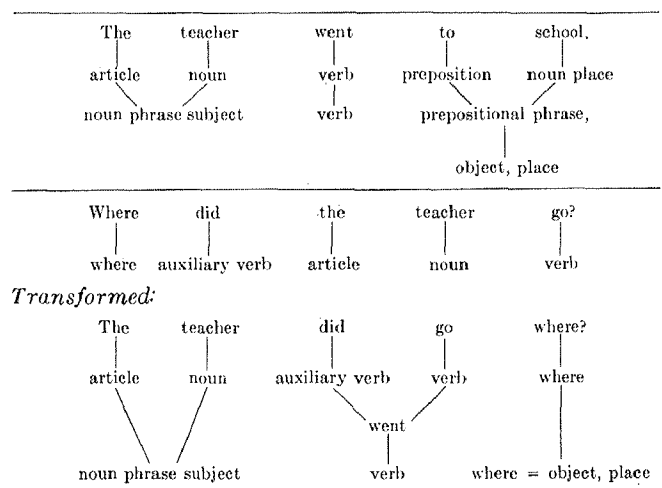 The teacher went to school.
article noun verb preposition noun place
noun phrase subject verb prepositional phrase,
object, place
Where did the teacher go?
where auxiliary verb article noun verb
Transformed:
The teacher did go where?
article noun auxiliary verb verb where
went
noun phrase subject verb where = object, place